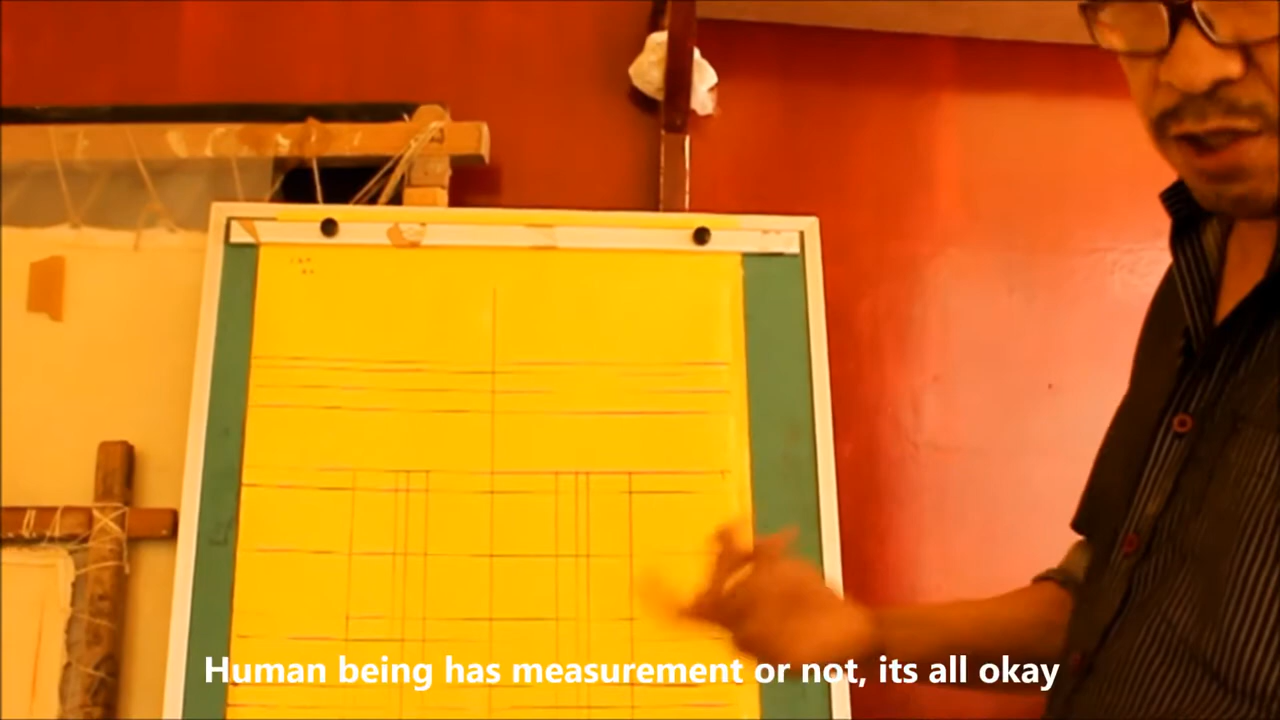 Human being has measurement or not, its all okay